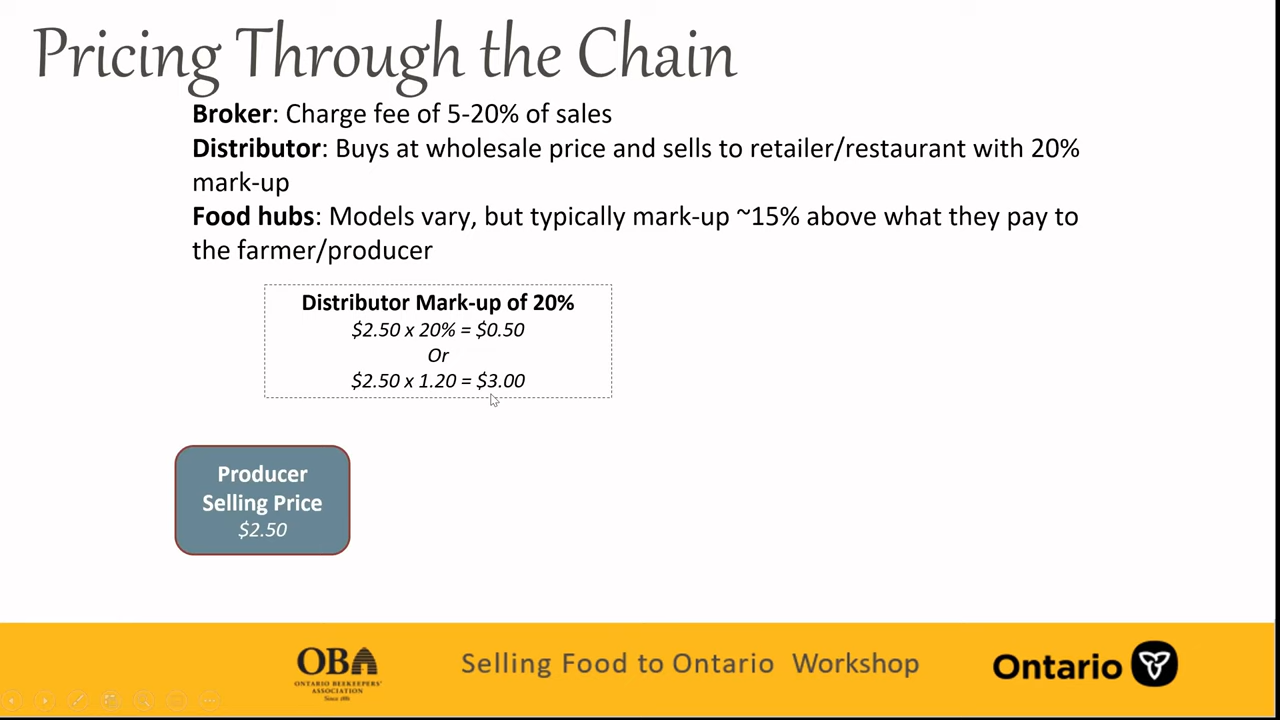 Pricing Through the Chain
Broker: Charge fee of 5-20% of sales
Distributor: Buys at wholesale price and sells to retailer/restaurant with 20%
mark-up
Food hubs: Models vary, but typically mark-up ~15% above what they pay to
the farmer/producer
Distributor Mark-up of 20%
$2.50 x 20% = $0.50
Or
$2.50 x 1.20 = $3.00
Producer
Selling Price
$2.50
OBA
ONTARIO BEEKEEPERS'
ASSOCIATION
Since 1881
Selling Food to Ontario Workshop
Ontario